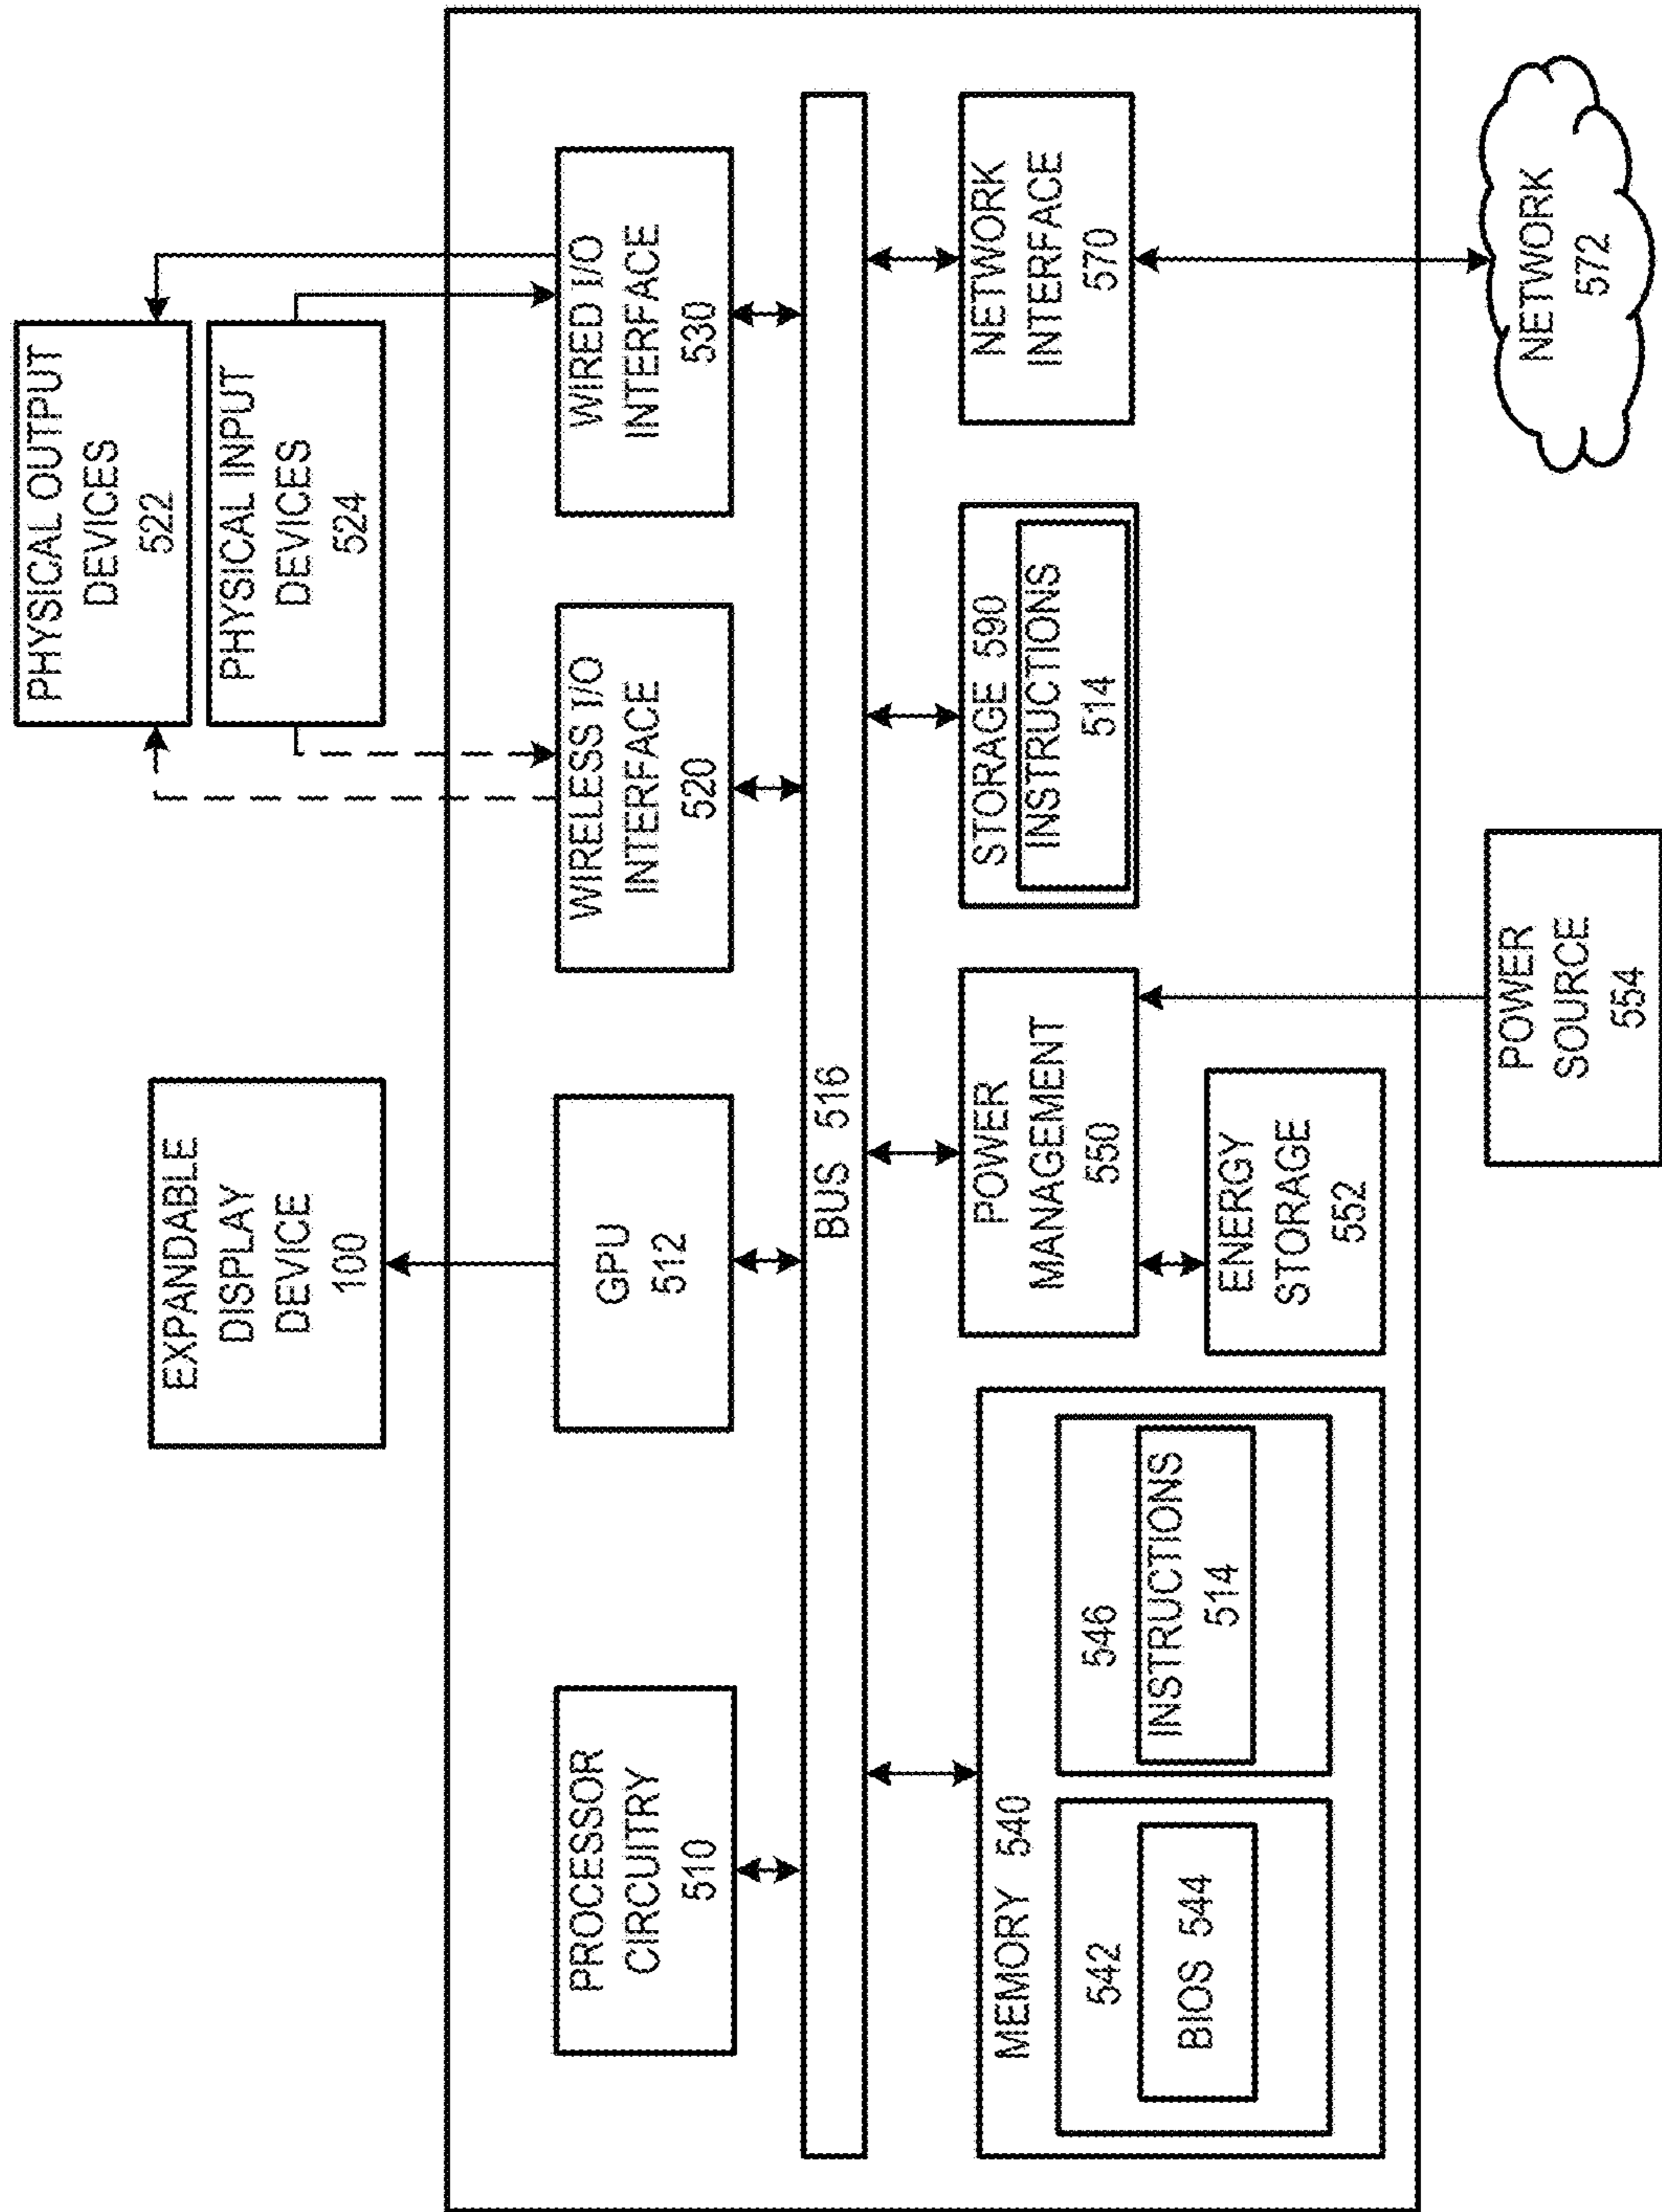 EXPANDABLE
DISPLAY
DEVICE
100
PHYSICAL OUTPUT
DEVICES
522
PHYSICAL INPUT
DEVICES
524
PROCESSOR
CIRCUITRY
510
GPU
512
WIRELESS I/O
INTERFACE
520
WIRED I/O
INTERFACE
530
BUS 516
MEMORY 540
542
BIOS 544
546
INSTRUCTIONS
514
POWER
MANAGEMENT
550
ENERGY
STORAGE
552
STORAGE 590
INSTRUCTIONS
514
NETWORK
INTERFACE
570
POWER
SOURCE
554
NETWORK
572